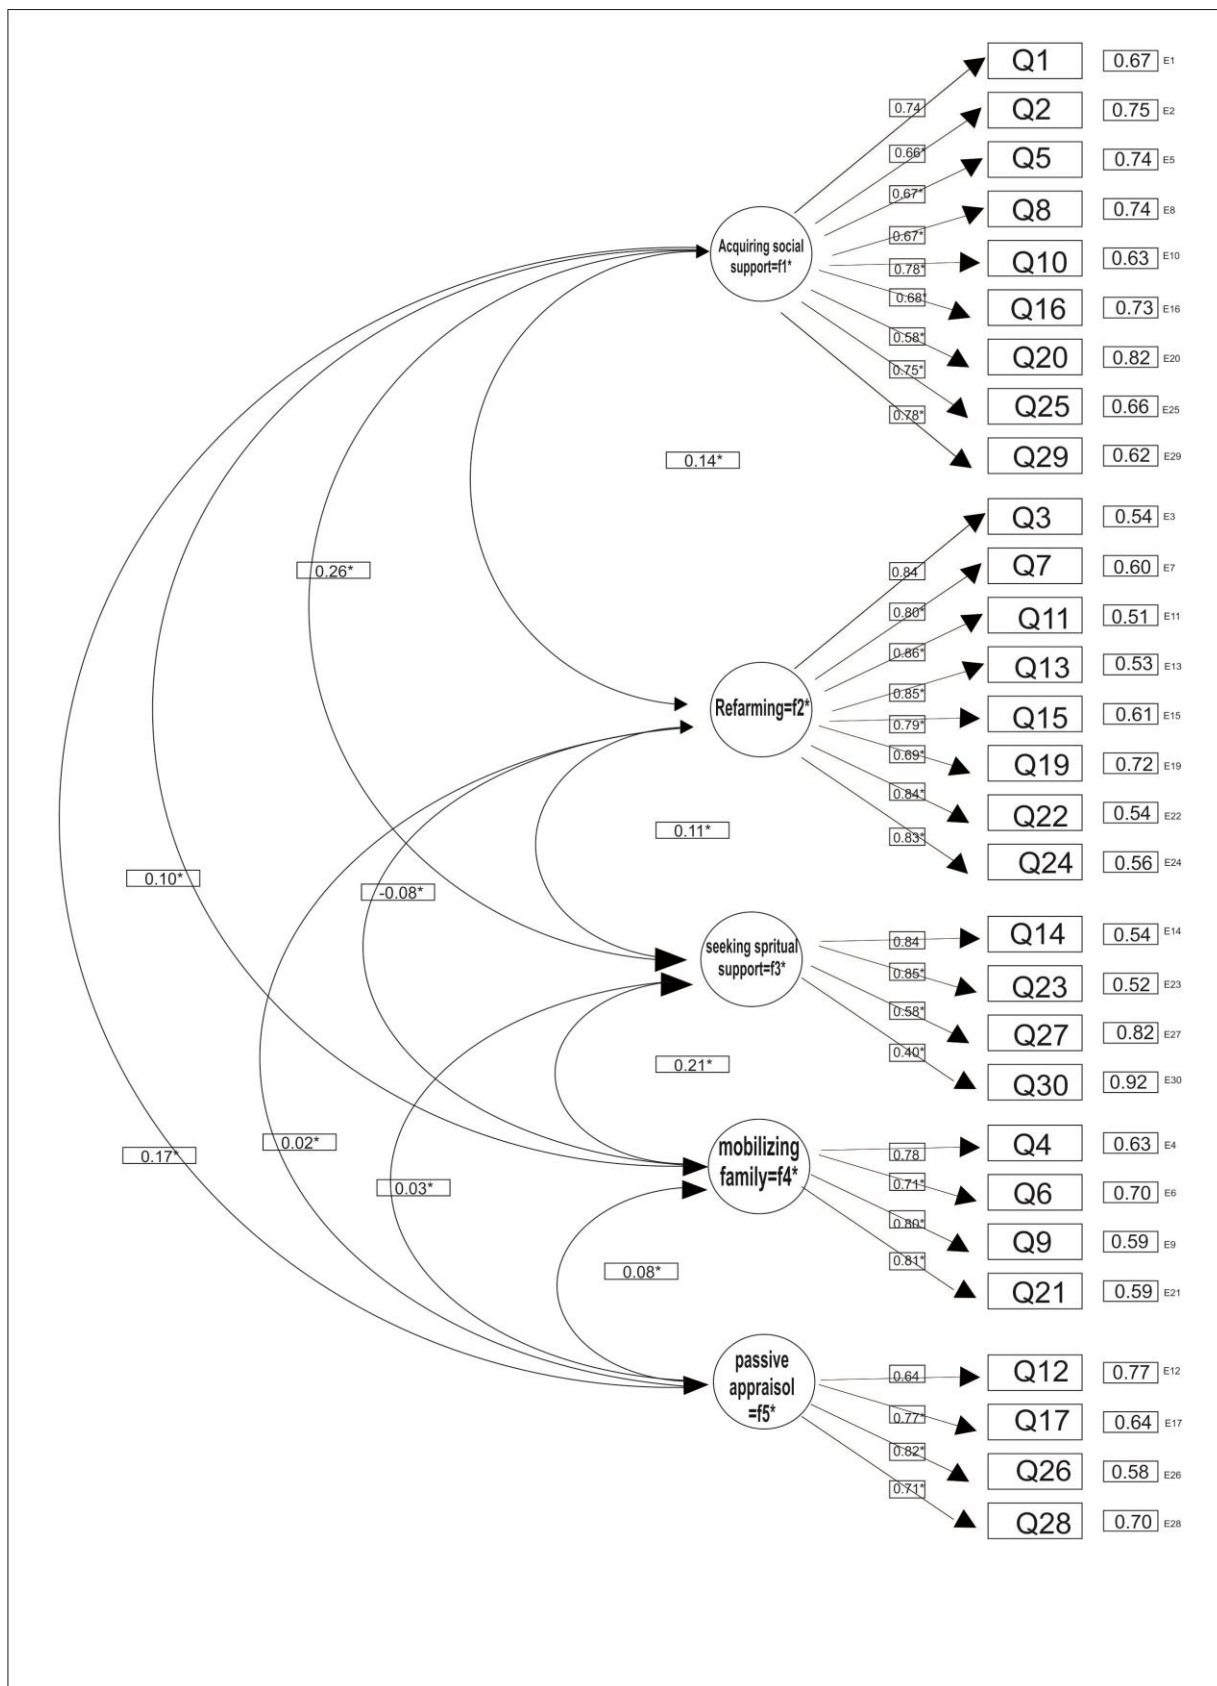 Q1 0.67 E1
0.74
Q2 0.75 E2
0.66*
Q5 0.74 E5
0.67*
Q8 0.74 E8
0.67*
Acquiring social
support=f1*
Q10 0.63 E10
0.78*
Q16 0.73 E16
0.68*
Q20 0.82 E20
0.58*
Q25 0.66 E25
0.75*
Q29 0.62 E29
0.78*
0.14*
Q3 0.54 E3
0.84
0.26*
Q7 0.60 E7
0.80*
Q11 0.51 E11
0.86*
Q13 0.53 E13
0.85*
Refarming=f2*
Q15 0.61 E15
0.79*
Q19 0.72 E19
0.69*
Q22 0.54 E22
0.84*
0.11*
Q24 0.56 E24
0.83*
0.10*
-0.08*
Q14 0.54 E14
0.84
seeking spritual
support=f3*
Q23 0.52 E23
0.85*
Q27 0.82 E27
0.58*
Q30 0.92 E30
0.40*
0.21*
Q4 0.63 E4
0.78
mobilizing
family=f4*
0.02*
0.17*
0.03*
Q6 0.70 E6
0.71*
Q9 0.59 E9
0.80*
Q21 0.59 E21
0.81*
0.08*
Q12 0.77 E12
0.64
passive
appraisol
=f5*
Q17 0.64 E17
0.77*
Q26 0.58 E26
0.82*
Q28 0.70 E28
0.71*